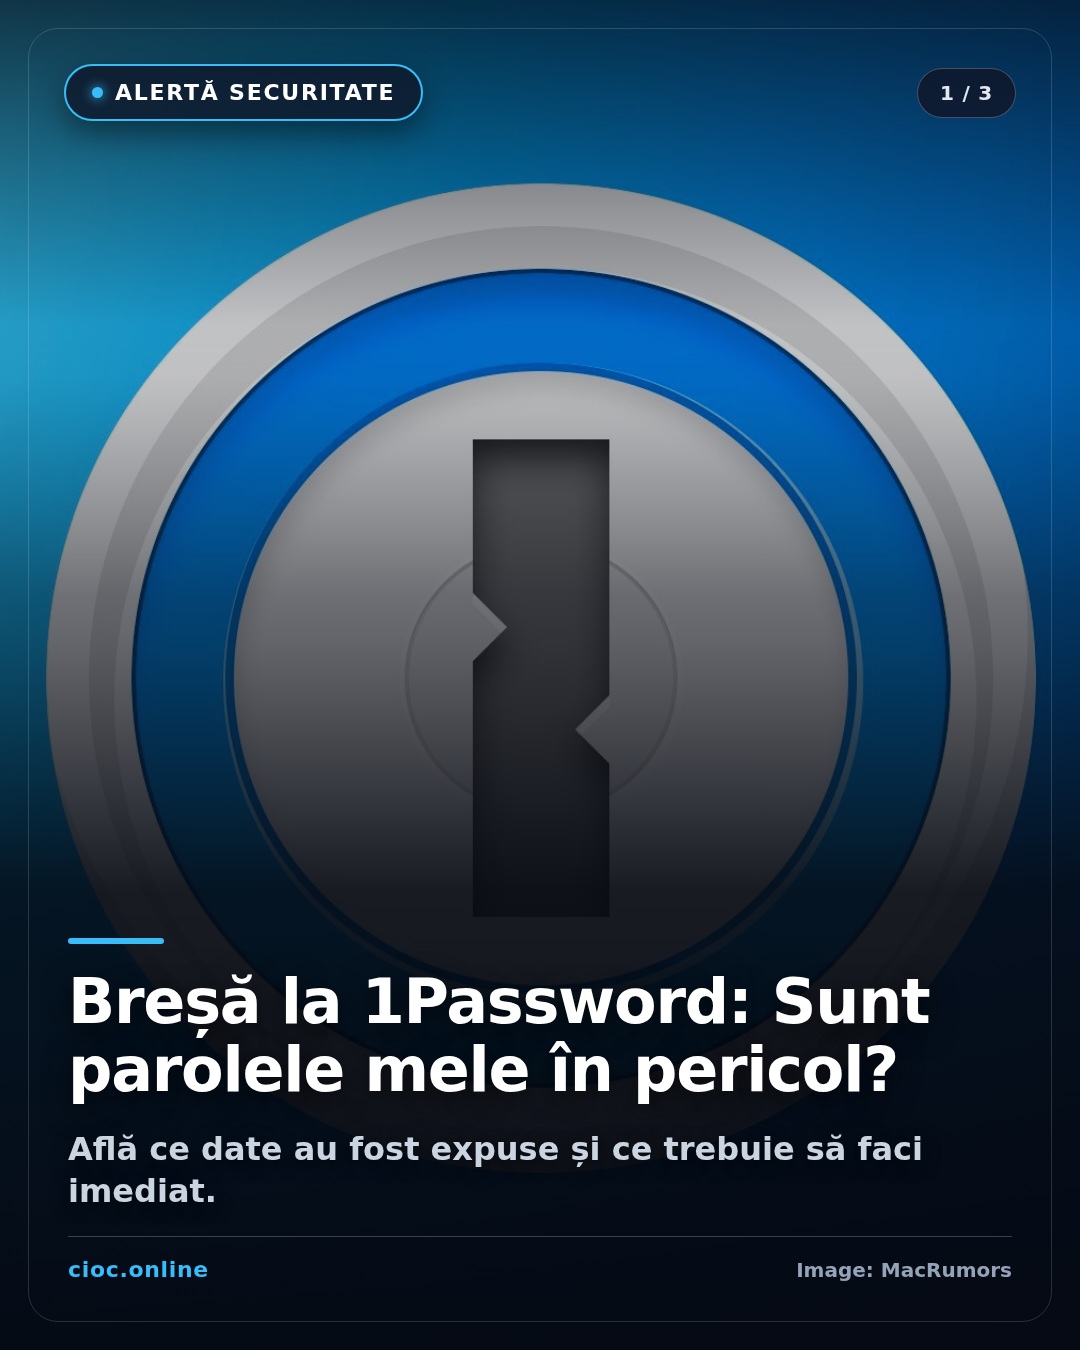 ALERTĂ SECURITATE
1 / 3
Breșă la 1Password: Sunt
parolele mele în pericol?
Află ce date au fost expuse și ce trebuie să faci
imediat.
cioc.online
Image: MacRumors